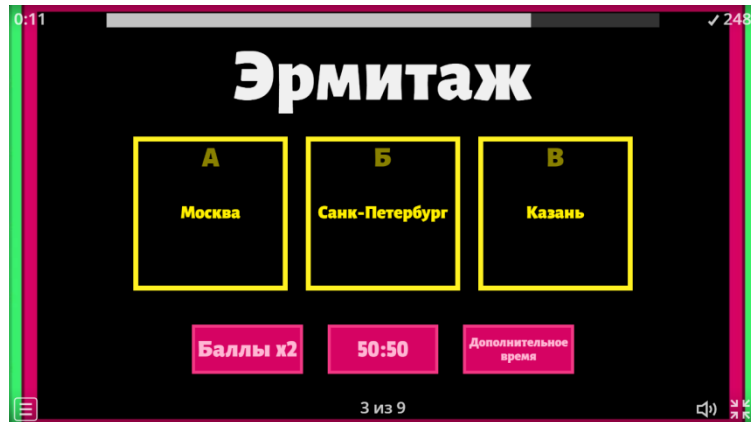 0:11
✓ 248
Эрмитаж
А
Б
В
Москва
Санк-Петербург
Казань
Баллы x2
50:50
Дополнительное
время
3 из 9